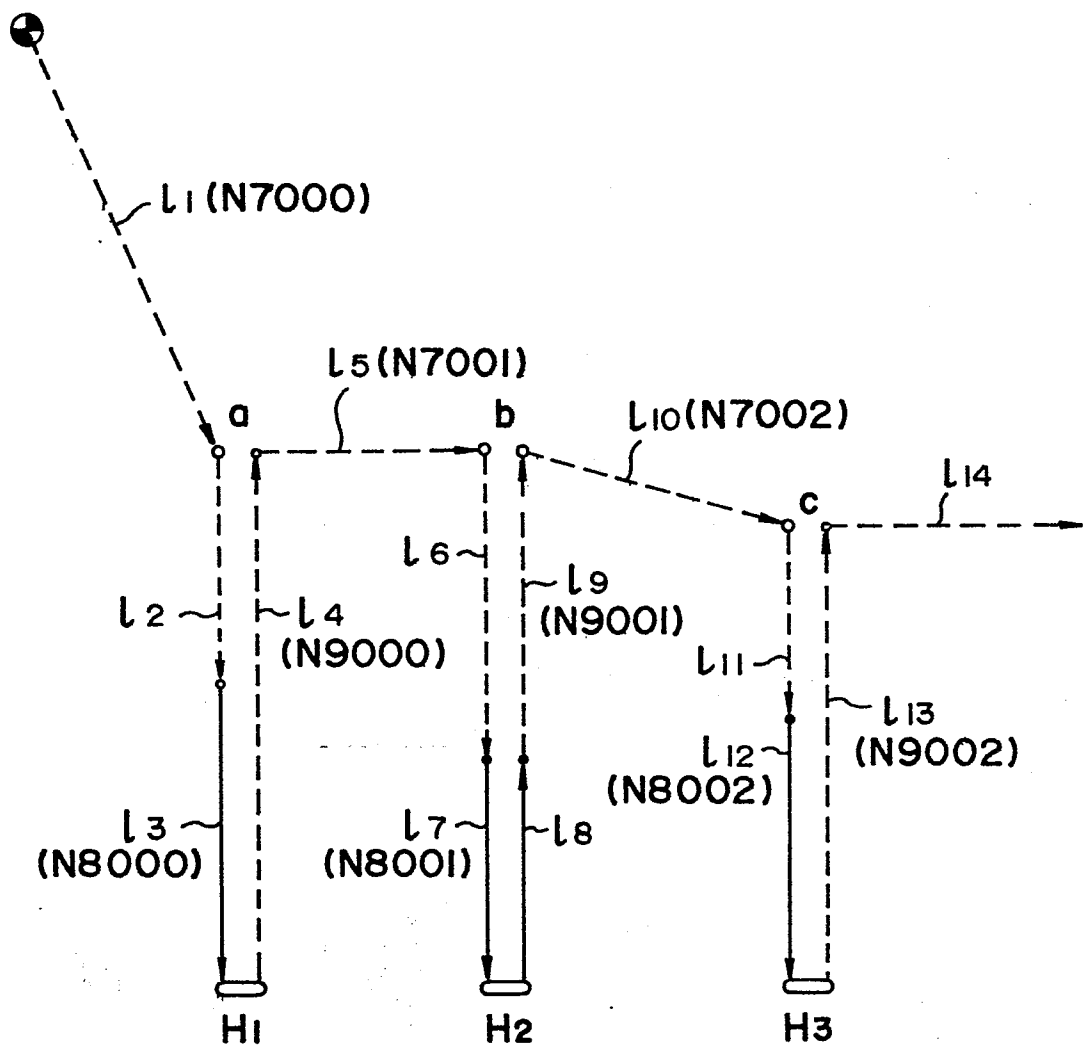 l1 (N7000)
l5 (N7001)
a
b
l10 (N7002)
c
l14
l6
l2
l4
(N9000)
l9
(N9001)
l11
l13
(N9002)
l12
(N8002)
l3
(N8000)
l7
(N8001)
l8
H1
H2
H3